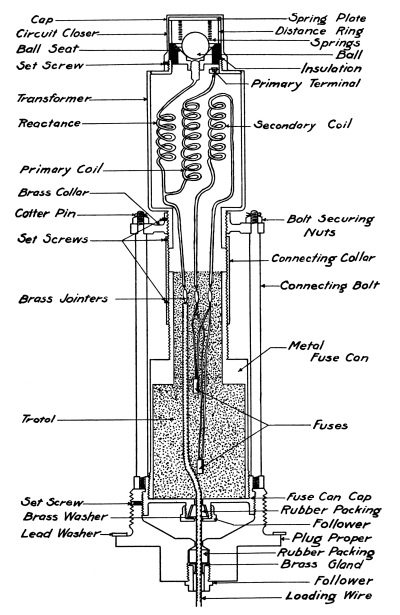 Cap
Spring Plate
Circuit Closer
Distance Ring
Springs
Ball Seat
Ball
Set Screw
Insulation
Primary Terminal
Transformer
Reactance
Secondary Coil
Primary Coil
Brass Collar
Cotter Pin
Bolt Securing
Nuts
Set Screws
Connecting Collar
Connecting Bolt
Brass Jointers
Metal
Fuse Can
Trotol
Fuses
Set Screw
Fuse Can Cap
Brass Washer
Rubber Packing
Follower
Lead Washer
Plug Proper
Rubber Packing
Brass Gland
Follower
Loading Wire